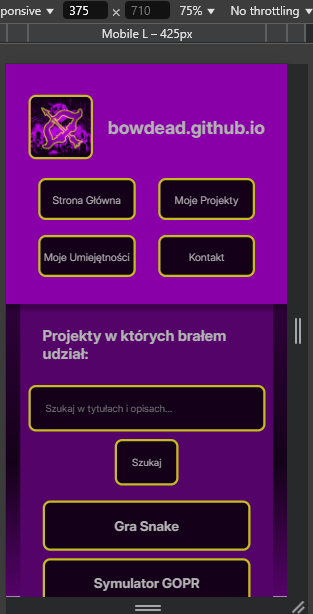 ponsive ▼ 375 × 710 75% ▼ No throttling ▼
Mobile L – 425px
bowdead.github.io
Strona Główna Moje Projekty
Moje Umiejętności Kontakt
Projekty w których brałem
udział:
Szukaj w tytułach i opisach...
Szukaj
Gra Snake
Symulator GOPR